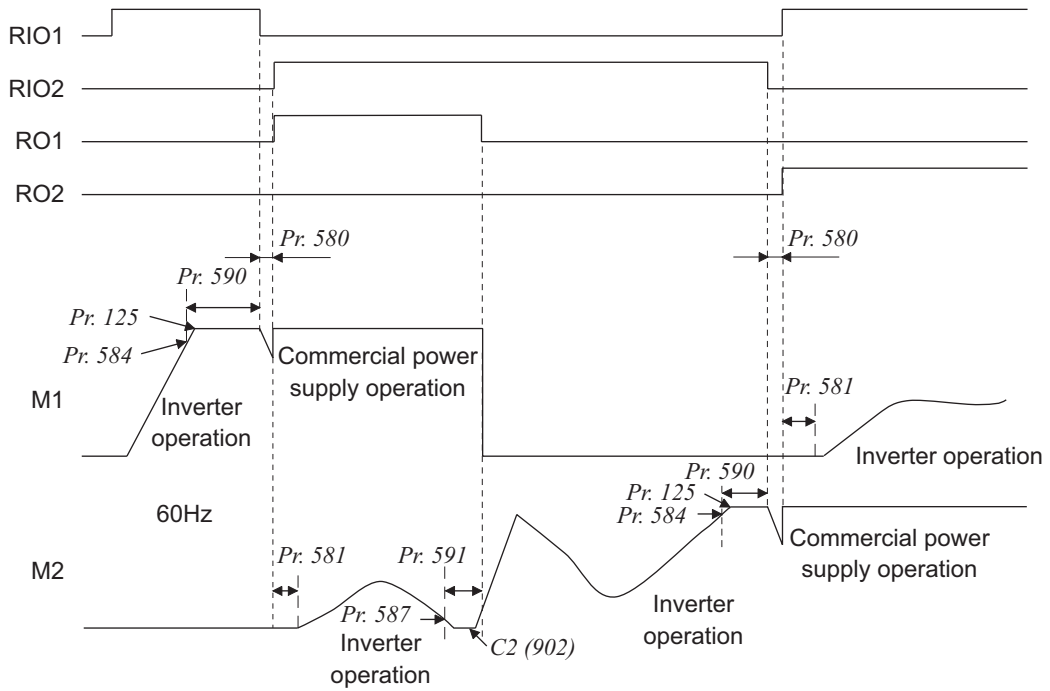 RIO1
RIO2
RO1
RO2
Pr. 580
Pr. 580
Pr. 590
Pr. 125
Pr. 584
Commercial power
supply operation
M1
Inverter
operation
Pr. 581
Inverter operation
Pr. 590
Pr. 125
Pr. 584
60Hz
Commercial power
supply operation
M2
Pr. 581
Pr. 591
Pr. 587
Inverter
operation
C2 (902)
Inverter
operation